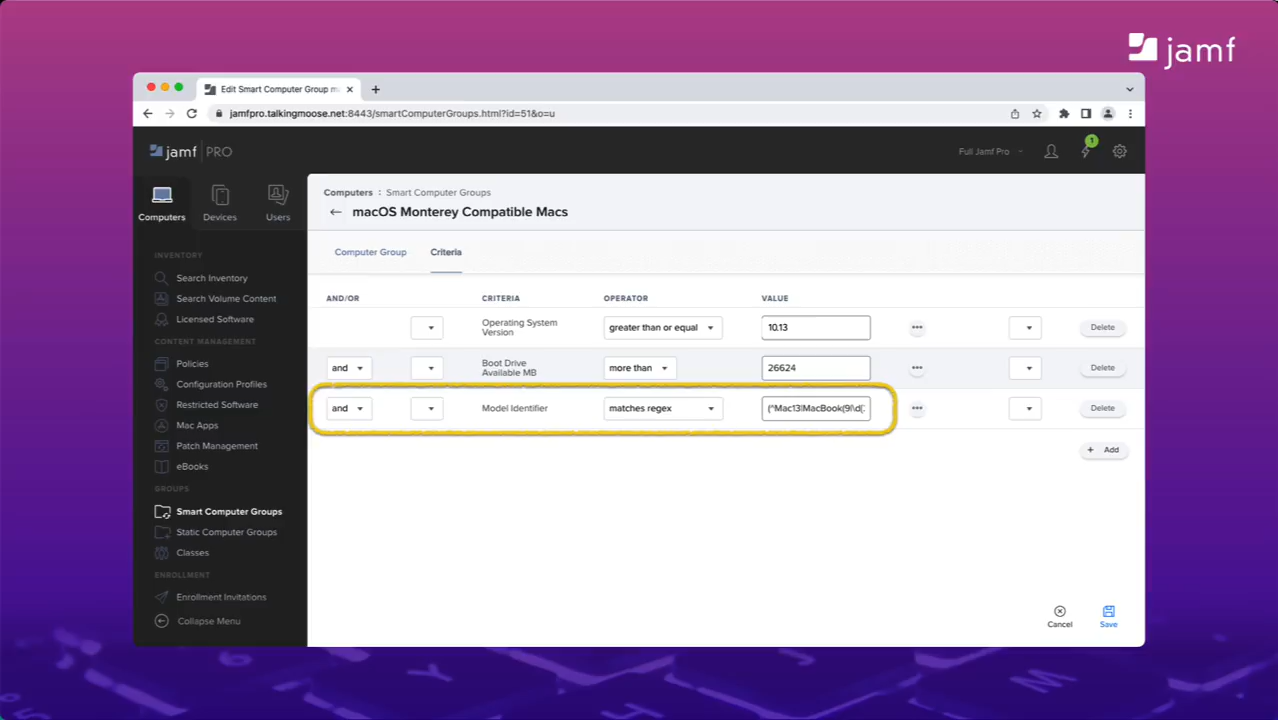 jamf
Edit Smart Computer Group m
jamfpro.talkingmoose.net:8443/smartComputerGroups.html?id=51&o=u
jamf PRO
Full Jamf Pro
1
Computers
Devices
Users
INVENTORY
Search Inventory
Search Volume Content
Licensed Software
CONTENT MANAGEMENT
Policies
Configuration Profiles
Restricted Software
Mac Apps
Patch Management
eBooks
GROUPS
Smart Computer Groups
Static Computer Groups
Classes
ENROLLMENT
Enrollment Invitations
Collapse Menu
Computers : Smart Computer Groups
macOS Monterey Compatible Macs
Computer Group Criteria
AND/OR CRITERIA OPERATOR VALUE
Operating System
Version
greater than or equal 10.13 Delete
and Boot Drive
Available MB
more than 26624 Delete
and Model Identifier matches regex (^Mac13|MacBook(9|\d{ Delete
+ Add
Cancel Save